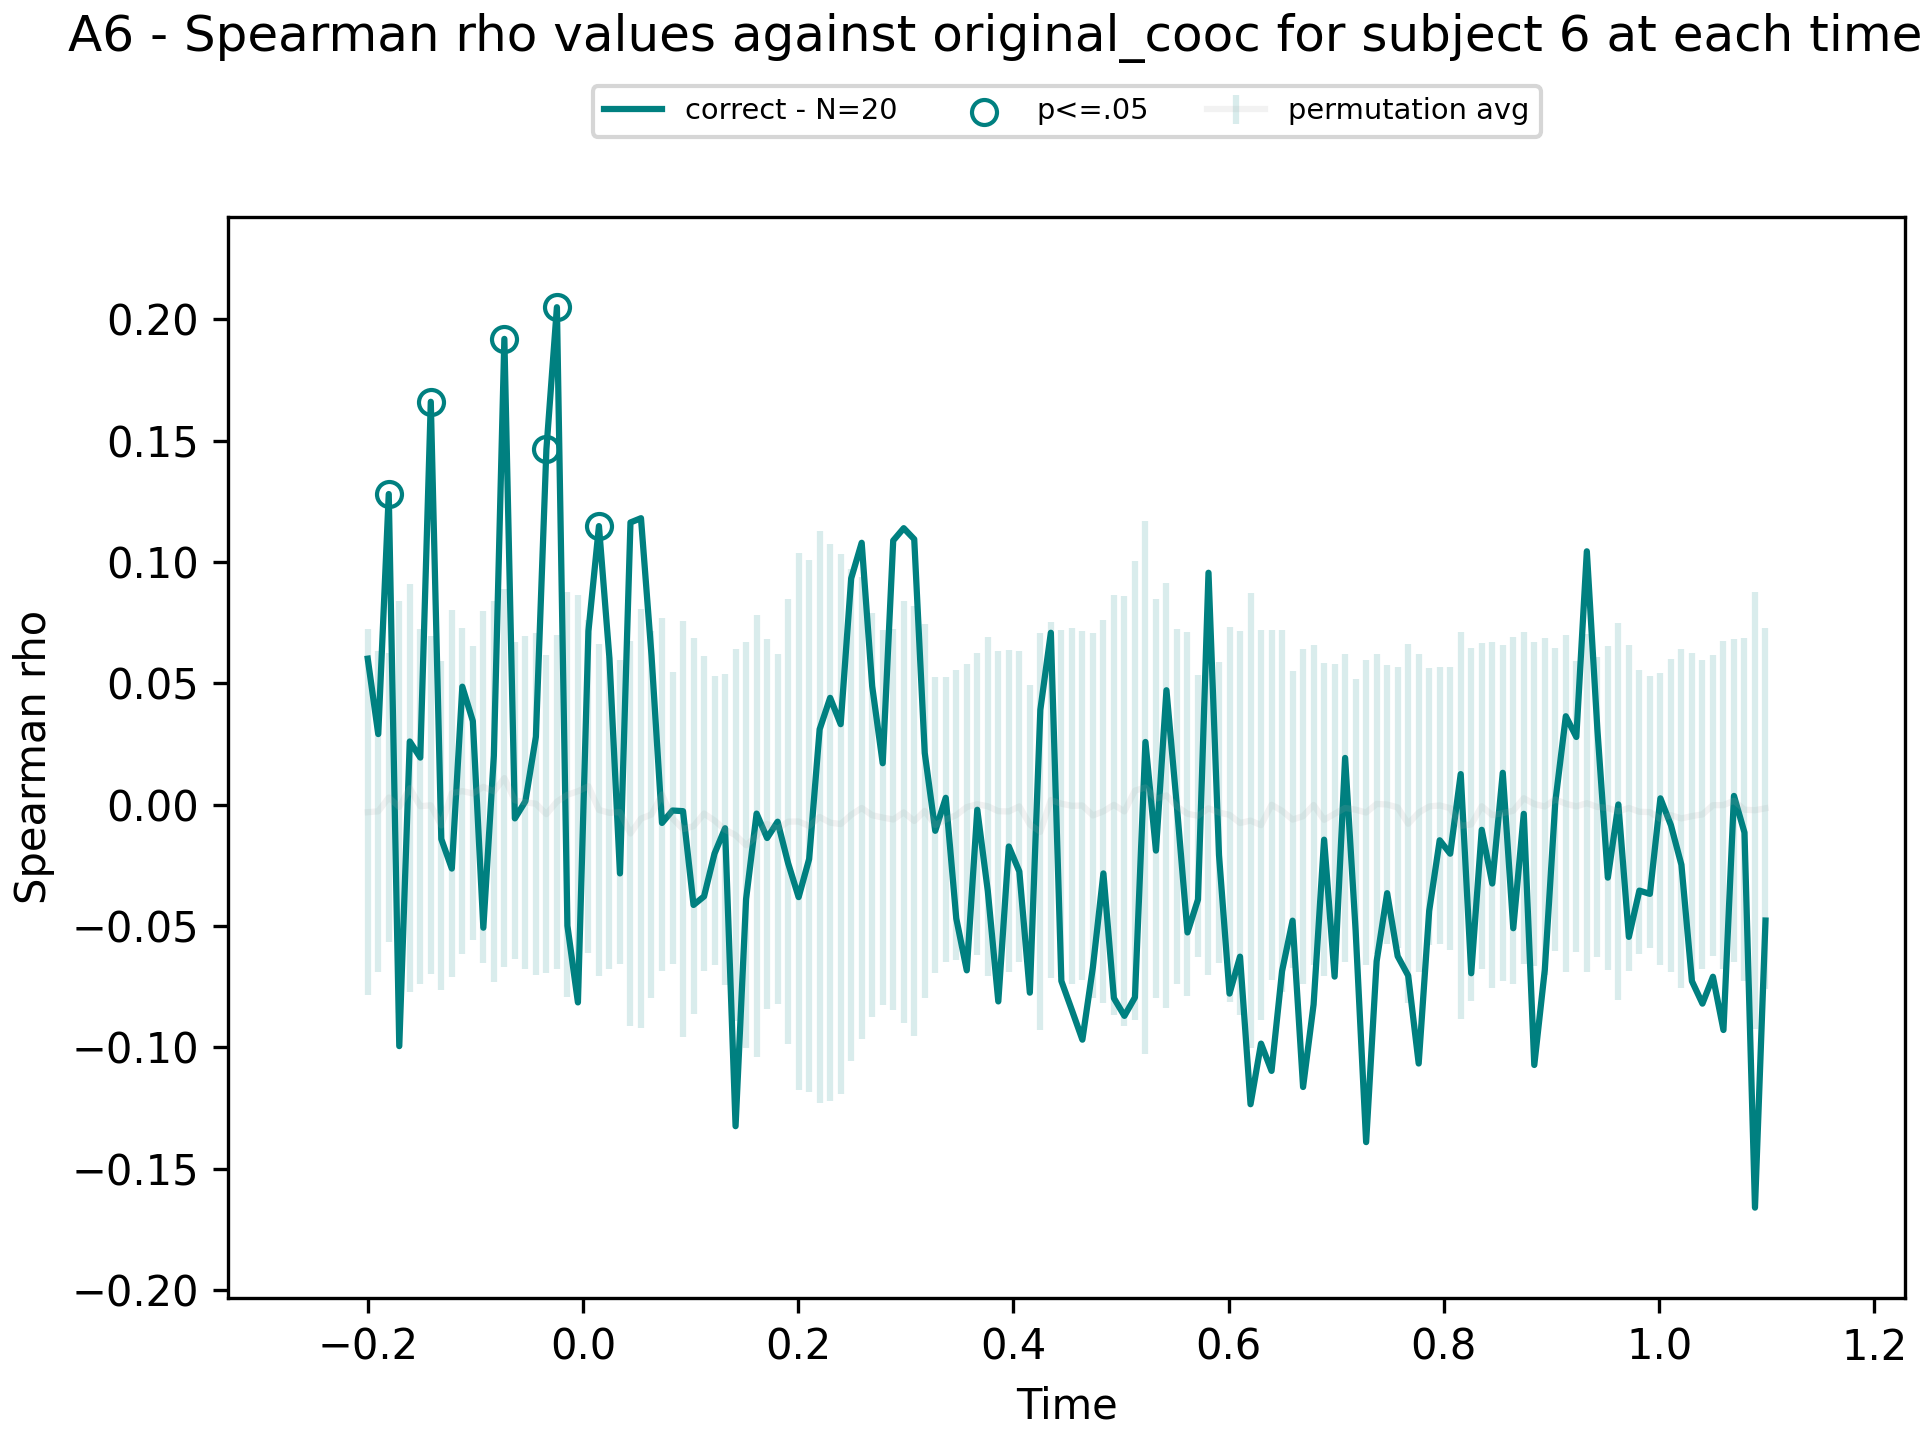 A6 - Spearman rho values against original_cooc for subject 6 at each time
correct - N=20 p<=.05 permutation avg
Spearman rho
0.20
0.15
0.10
0.05
0.00
−0.05
−0.10
−0.15
−0.20
−0.2 0.0 0.2 0.4 0.6 0.8 1.0 1.2
Time